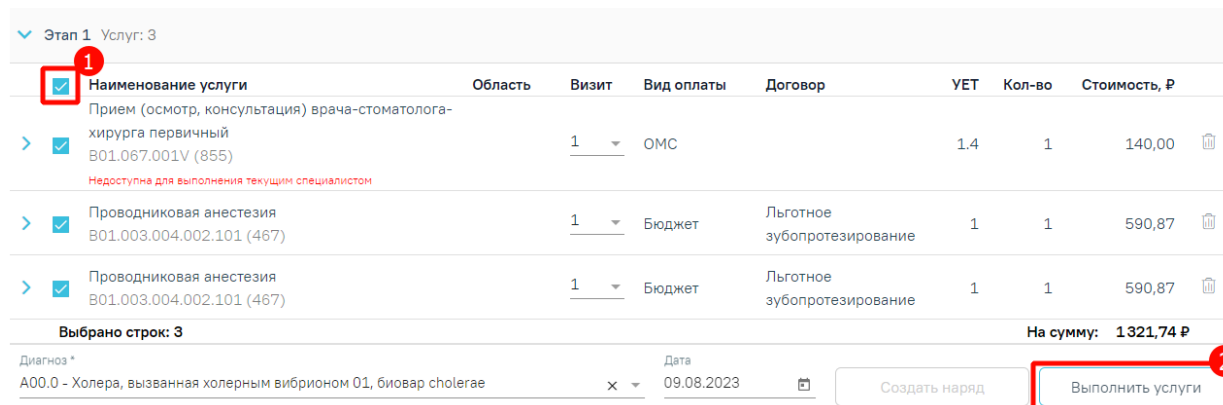 Этап 1 Услуг: 3
1
Наименование услуги Область Визит Вид оплаты Договор УЕТ Кол-во Стоимость, ₽
Прием (осмотр, консультация) врача-стоматолога-
хирурга первичный
B01.067.001V (855)
Недоступна для выполнения текущим специалистом
1 ОМС 1.4 1 140,00
Проводниковая анестезия
B01.003.004.002.101 (467)
1 Бюджет Льготное
зубопротезирование
1 1 590,87
Проводниковая анестезия
B01.003.004.002.101 (467)
1 Бюджет Льготное
зубопротезирование
1 1 590,87
Выбрано строк: 3 На сумму: 1 321,74 ₽
Диагноз *
A00.0 - Холера, вызванная холерным вибрионом 01, биовар cholerae
Дата
09.08.2023
Создать наряд
2
Выполнить услуги